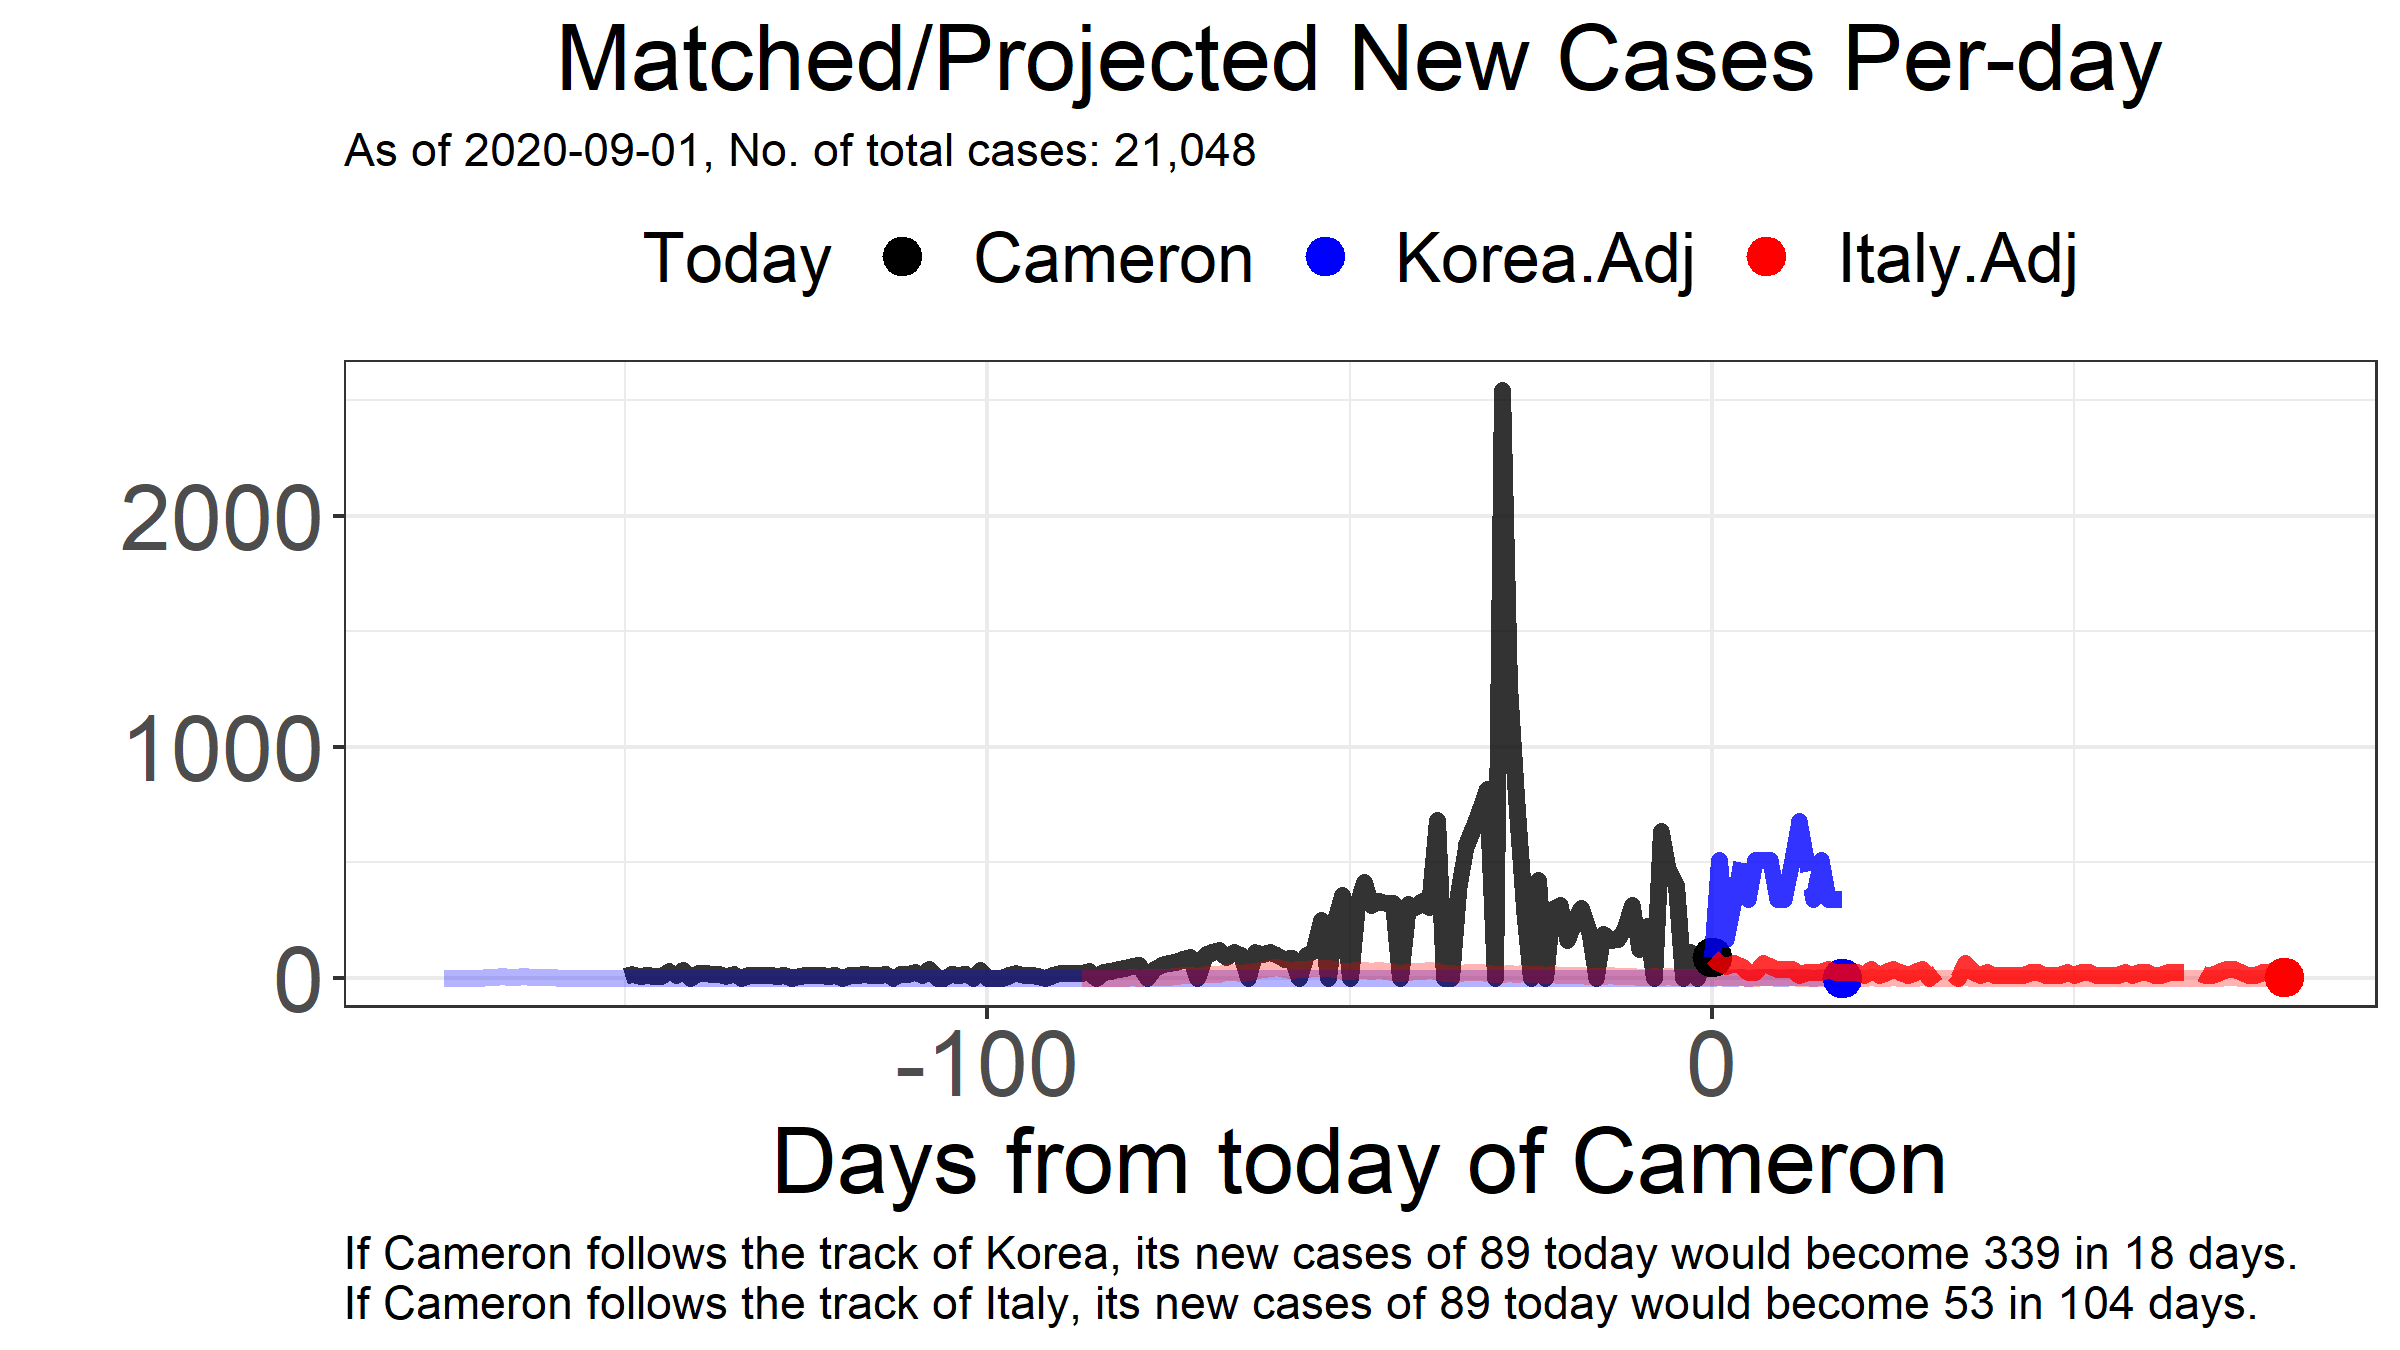 Matched/Projected New Cases Per-day
As of 2020-09-01, No. of total cases: 21,048
Today Cameron Korea.Adj Italy.Adj
2000
1000
0
-100 0
Days from today of Cameron
If Cameron follows the track of Korea, its new cases of 89 today would become 339 in 18 days.
If Cameron follows the track of Italy, its new cases of 89 today would become 53 in 104 days.